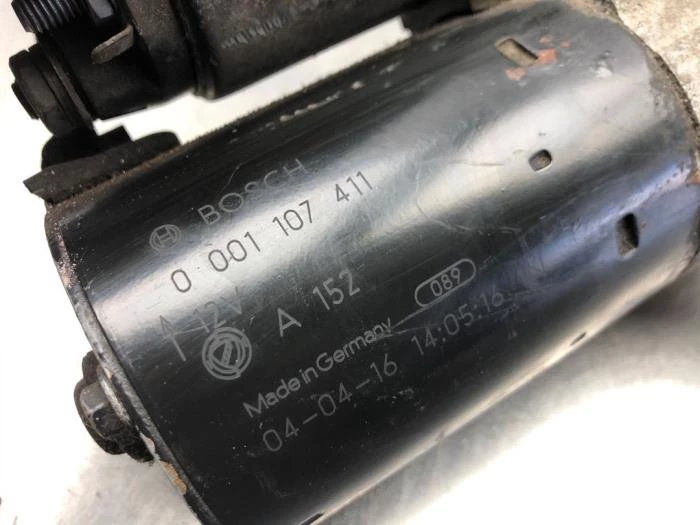 BOSCH
0 001 107 411
12V
A 152
089
Made in Germany
04-04-16 14:05:16